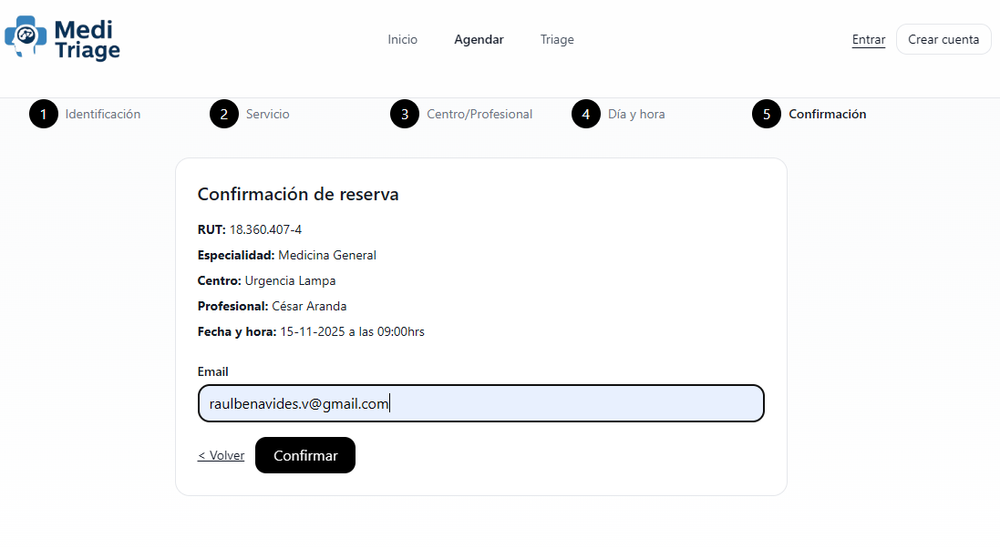 Medi
Triage
Inicio Agendar Triage
Entrar Crear cuenta
1 Identificación 2 Servicio 3 Centro/Profesional 4 Día y hora 5 Confirmación
Confirmación de reserva
RUT: 18.360.407-4
Especialidad: Medicina General
Centro: Urgencia Lampa
Profesional: César Aranda
Fecha y hora: 15-11-2025 a las 09:00hrs
Email
raulbenavides.v@gmail.com
< Volver Confirmar